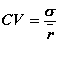 CV = σ / r̄